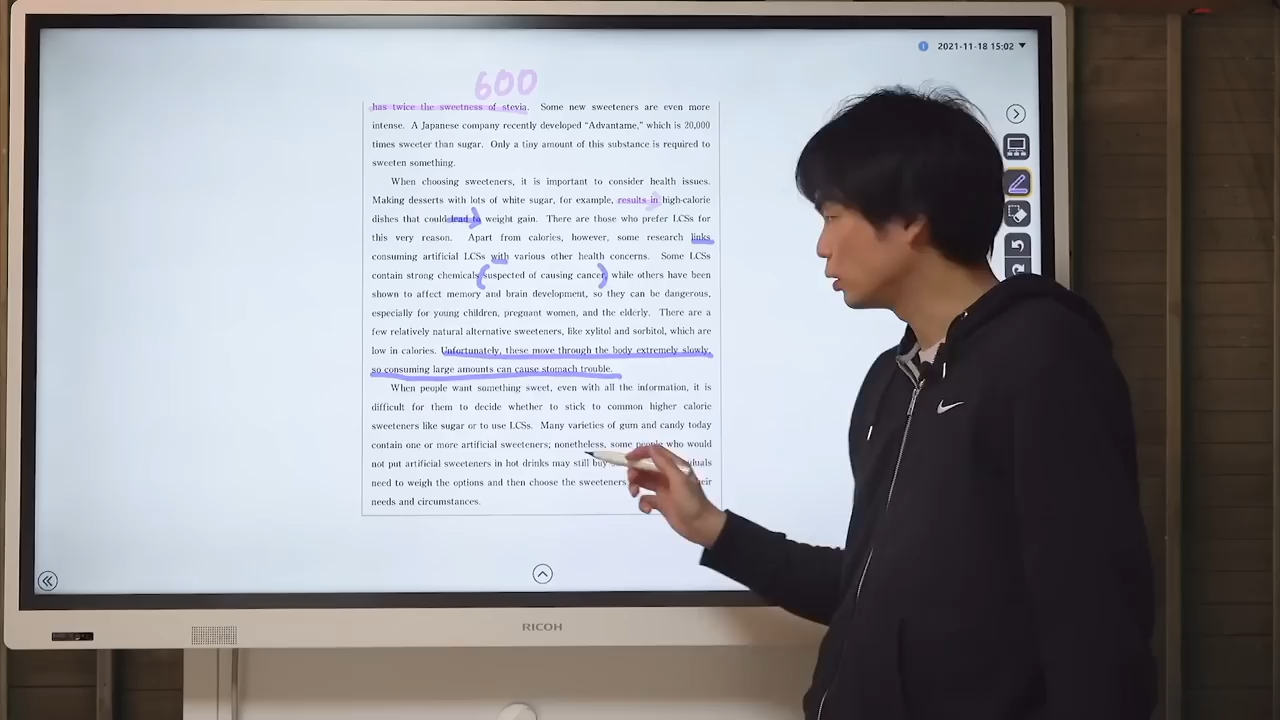 2021-11-18 15:02
600
has twice the sweetness of stevia. Some new sweeteners are even more
intense. A Japanese company recently developed "Advantame," which is 20,000
times sweeter than sugar. Only a tiny amount of this substance is required to
sweeten something.
When choosing sweeteners, it is important to consider health issues.
Making desserts with lots of white sugar, for example, results in high-calorie
dishes that could lead to weight gain. There are those who prefer LCSs for
this very reason. Apart from calories, however, some research links
consuming artificial LCSs with various other health concerns. Some LCSs
contain strong chemicals (suspected of causing cancer) while others have been
shown to affect memory and brain development, so they can be dangerous,
especially for young children, pregnant women, and the elderly. There are a
few relatively natural alternative sweeteners, like xylitol and sorbitol, which are
low in calories. Unfortunately, these move through the body extremely slowly,
so consuming large amounts can cause stomach trouble.
When people want something sweet, even with all the information, it is
difficult for them to decide whether to stick to common higher calorie
sweeteners like sugar or to use LCSs. Many varieties of gum and candy today
contain one or more artificial sweeteners; nonetheless, some people who would
not put artificial sweeteners in hot drinks may still buy
need to weigh the options and then choose the sweeteners
needs and circumstances.
RICOH